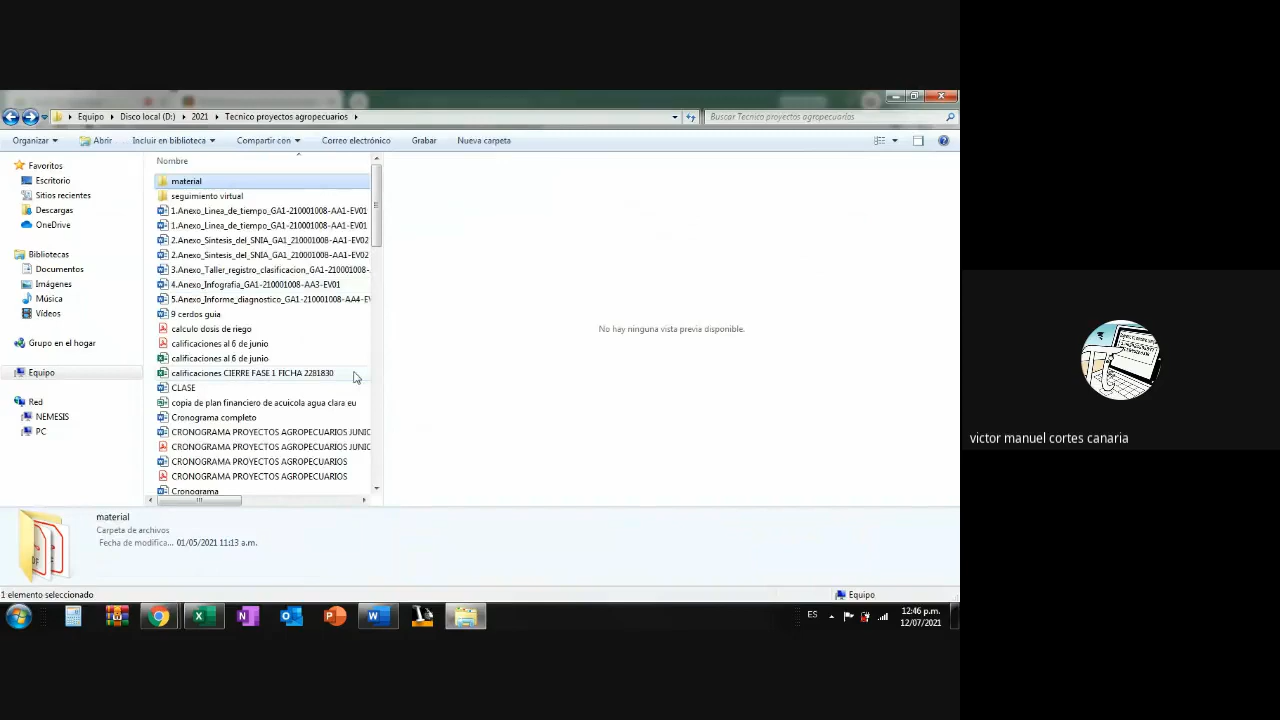 Equipo ▸ Disco local (D:) ▸ 2021 ▸ Tecnico proyectos agropecuarios ▸
Buscar Tecnico proyectos agropecuarios
Organizar Abrir Incluir en biblioteca Compartir con Correo electrónico Grabar Nueva carpeta
Nombre
Favoritos
Escritorio
Sitios recientes
Descargas
OneDrive
Bibliotecas
Documentos
Imágenes
Música
Vídeos
Grupo en el hogar
Equipo
Red
NEMESIS
PC
material
seguimiento virtual
1.Anexo_Linea_de_tiempo_GA1-210001008-AA1-EV01
1.Anexo_Linea_de_tiempo_GA1-210001008-AA1-EV01
2.Anexo_Sintesis_del_SNIA_GA1_210001008-AA1-EV02
2.Anexo_Sintesis_del_SNIA_GA1_210001008-AA1-EV02
3.Anexo_Taller_registro_clasificacion_GA1-210001008-
4.Anexo_Infografia_GA1-210001008-AA3-EV01
5.Anexo_Informe_diagnostico_GA1-210001008-AA4-EV
9 cerdos guia
calculo dosis de riego
calificaciones al 6 de junio
calificaciones al 6 de junio
calificaciones CIERRE FASE 1 FICHA 2281830
CLASE
copia de plan financiero de acuicola agua clara eu
Cronograma completo
CRONOGRAMA PROYECTOS AGROPECUARIOS JUNIO
CRONOGRAMA PROYECTOS AGROPECUARIOS JUNIO
CRONOGRAMA PROYECTOS AGROPECUARIOS
CRONOGRAMA PROYECTOS AGROPECUARIOS
Cronograma
No hay ninguna vista previa disponible.
material
Carpeta de archivos
Fecha de modifica... 01/05/2021 11:13 a.m.
1 elemento seleccionado
Equipo
ES
12:46 p.m.
12/07/2021
victor manuel cortes canaria